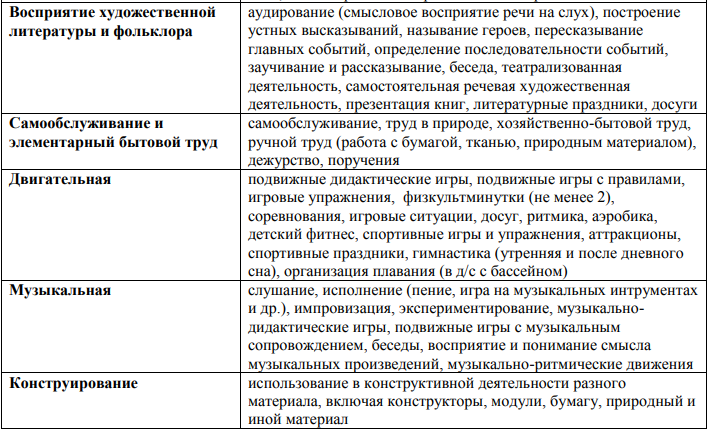 Восприятие художественной
литературы и фольклора
аудирование (смысловое восприятие речи на слух), построение
устных высказываний, называние героев, пересказывание
главных событий, определение последовательности событий,
заучивание и рассказывание, беседа, театрализованная
деятельность, самостоятельная речевая художественная
деятельность, презентация книг, литературные праздники, досуги
Самообслуживание и
элементарный бытовой труд
самообслуживание, труд в природе, хозяйственно-бытовой труд,
ручной труд (работа с бумагой, тканью, природным материалом),
дежурство, поручения
Двигательная
подвижные дидактические игры, подвижные игры с правилами,
игровые упражнения, физкультминутки (не менее 2),
соревнования, игровые ситуации, досуг, ритмика, аэробика,
детский фитнес, спортивные игры и упражнения, аттракционы,
спортивные праздники, гимнастика (утренняя и после дневного
сна), организация плавания (в д/с с бассейном)
Музыкальная
слушание, исполнение (пение, игра на музыкальных интрументах
и др.), импровизация, экспериментирование, музыкально-
дидактические игры, подвижные игры с музыкальным
сопровождением, беседы, восприятие и понимание смысла
музыкальных произведений, музыкально-ритмические движения
Конструирование
использование в конструктивной деятельности разного
материала, включая конструкторы, модули, бумагу, природный и
иной материал